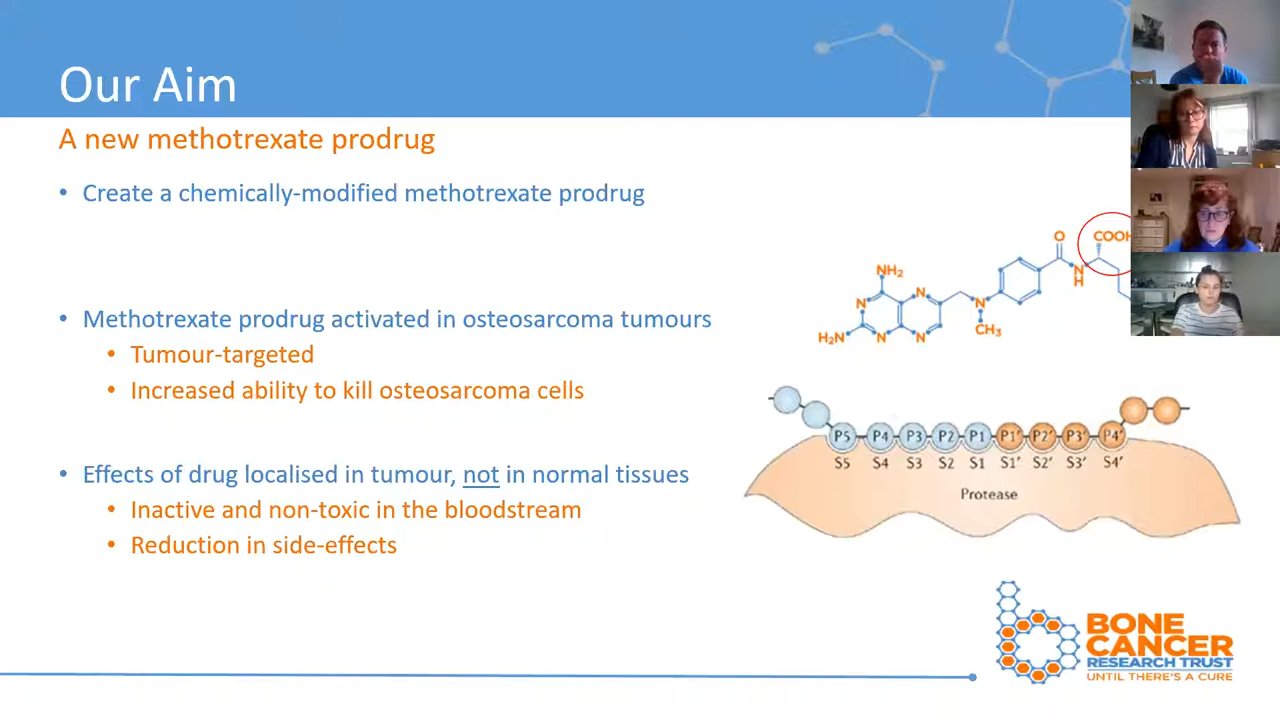 Our Aim
A new methotrexate prodrug
• Create a chemically-modified methotrexate prodrug
• Methotrexate prodrug activated in osteosarcoma tumours
• Tumour-targeted
• Increased ability to kill osteosarcoma cells
• Effects of drug localised in tumour, not in normal tissues
• Inactive and non-toxic in the bloodstream
• Reduction in side-effects
O
COOH
NH₂
N
N
N
H
N
CH₃
H₂N
N
N
P5 P4 P3 P2 P1 P1' P2' P3' P4'
S5 S4 S3 S2 S1 S1' S2' S3' S4'
Protease
BONE
CANCER
RESEARCH TRUST
UNTIL THERE'S A CURE